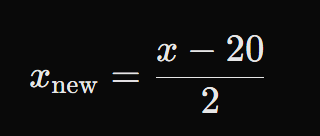 x_new = (x − 20) / 2